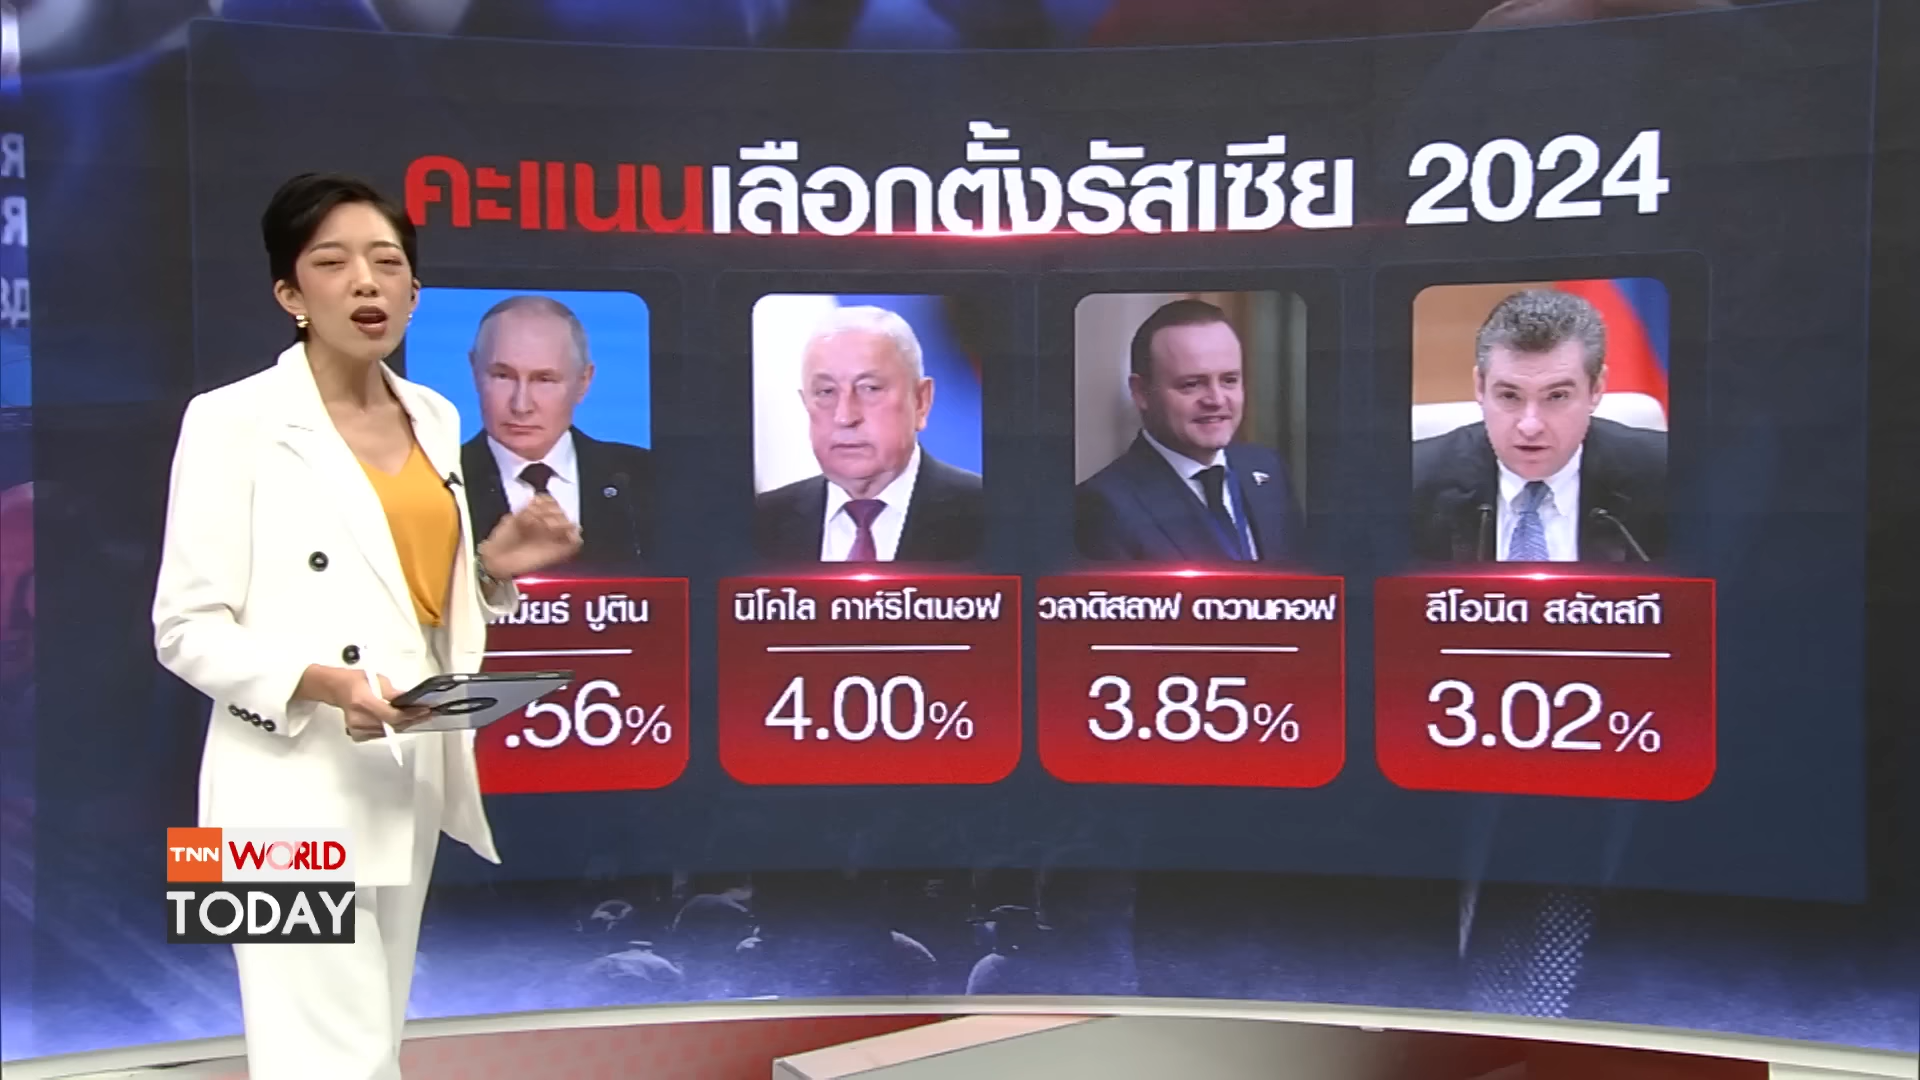 Я
Я
ЗД
คะแนนเลือกตั้งรัสเซีย 2024
ปูติน
.56%
นิโคไล คาห์ริโตนอฟ
4.00%
วลาดิสลาฟ ดาวานคอฟ
3.85%
ลีโอนิด สลัตสกี
3.02%
TNN WORLD
TODAY